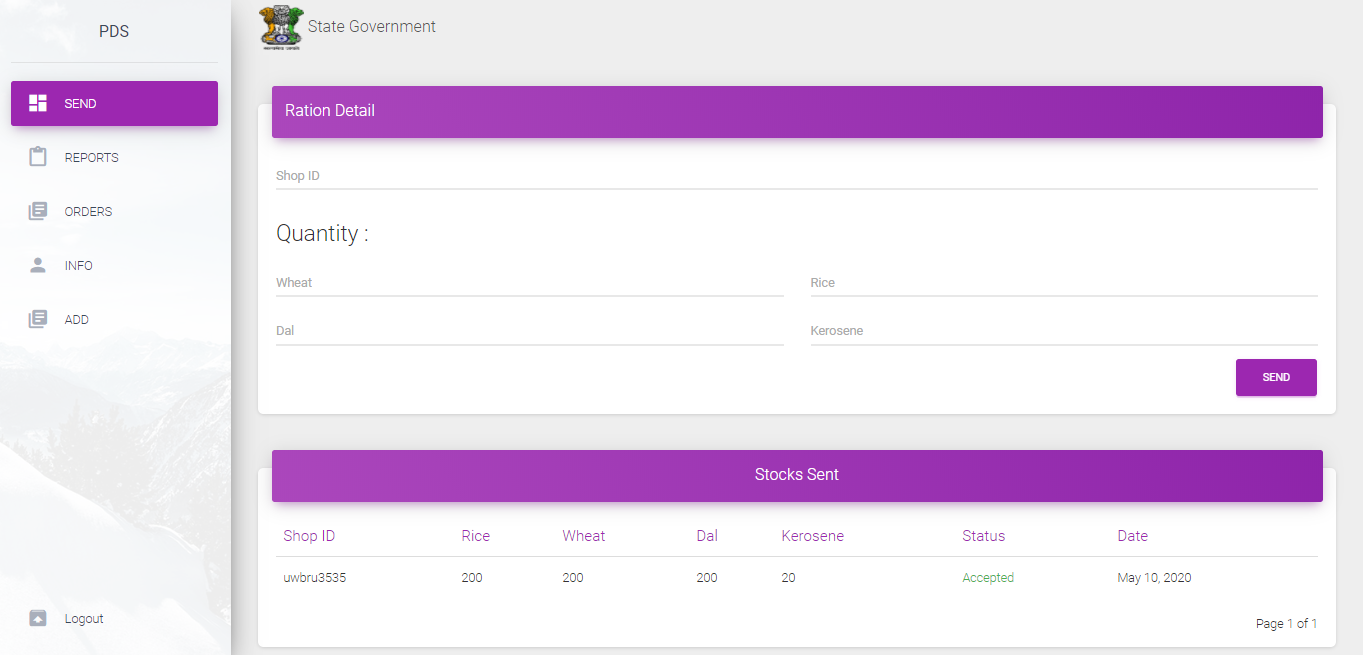 PDS
SEND
REPORTS
ORDERS
INFO
ADD
Logout
State Government
Ration Detail
Shop ID
Quantity :
Wheat Rice
Dal Kerosene
SEND
Stocks Sent
Shop ID Rice Wheat Dal Kerosene Status Date
uwbru3535 200 200 200 20 Accepted May 10, 2020
Page 1 of 1